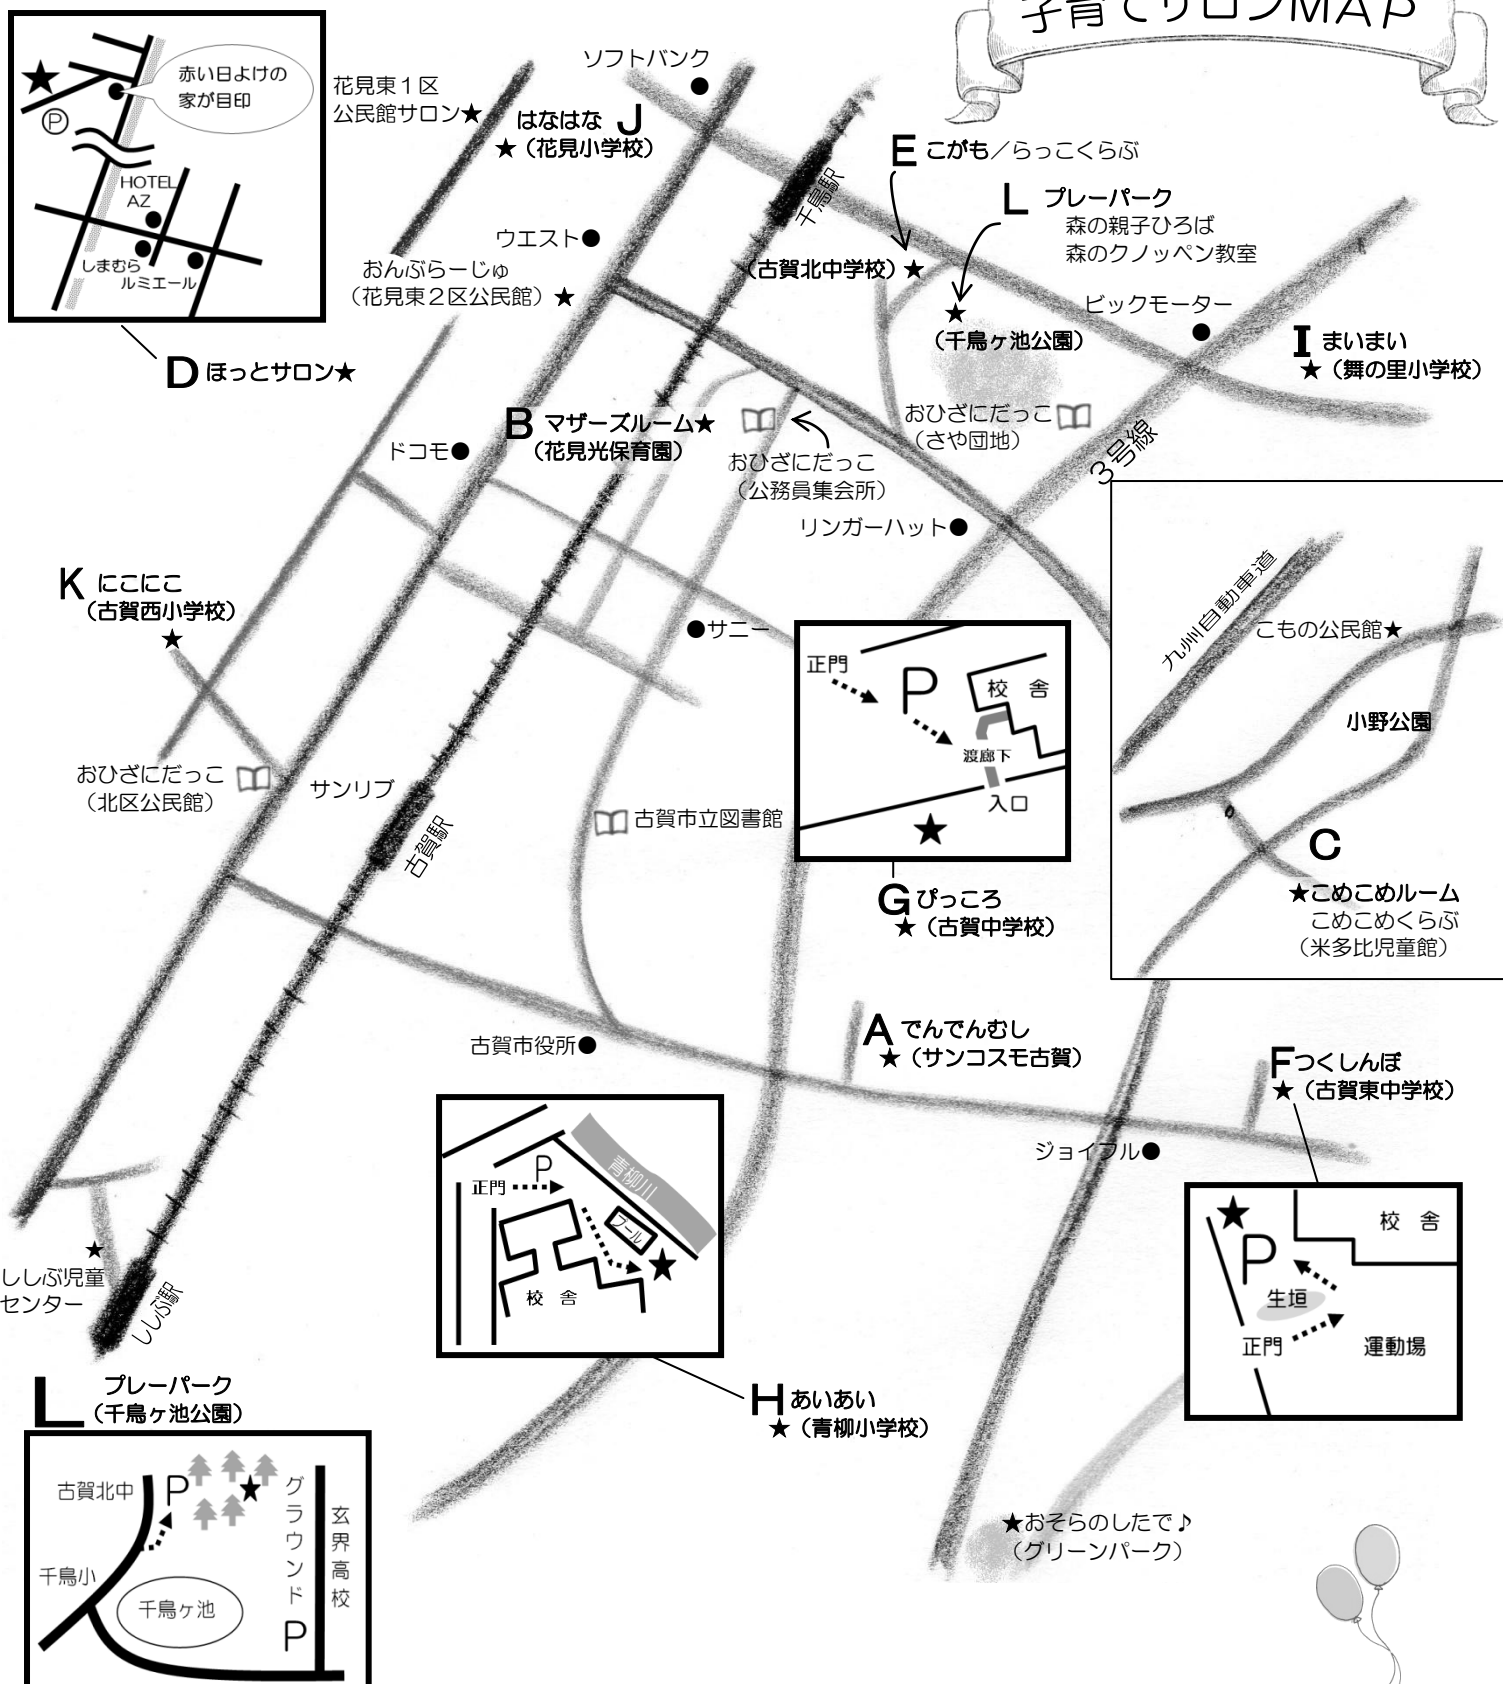 子育てサロンMAP
赤い日よけの
家が目印
P
HOTEL
AZ
しまむら
ルミエール
D ほっとサロン★
花見東１区
公民館サロン★
ソフトバンク
はなはな J
★（花見小学校）
千鳥駅
E こがも／らっこくらぶ
（古賀北中学校）★
L プレーパーク
森の親子ひろば
森のクノッペン教室
★
（千鳥ヶ池公園）
ウエスト●
おんぶらーじゅ
（花見東２区公民館）★
ビックモーター
I まいまい
★（舞の里小学校）
B マザーズルーム★
（花見光保育園）
ドコモ●
おひざにだっこ
（公務員集会所）
おひざにだっこ
（さや団地）
３号線
リンガーハット●
K にこにこ
（古賀西小学校）
★
●サニー
九州自動車道
こもの公民館★
小野公園
C
★こめこめルーム
こめこめくらぶ
（米多比児童館）
正門
P
校 舎
渡廊下
入口
★
G ぴっころ
★（古賀中学校）
おひざにだっこ
（北区公民館）
サンリブ
古賀駅
古賀市立図書館
古賀市役所●
A でんでんむし
★（サンコスモ古賀）
F つくしんぼ
★（古賀東中学校）
ジョイフル●
正門
P
青柳川
プール
校 舎
★
H あいあい
★（青柳小学校）
★
P
校 舎
生垣
正門
運動場
★
ししぶ児童
センター
ししぶ駅
L プレーパーク
（千鳥ヶ池公園）
古賀北中
P
★
グラウンド
P
玄界高校
千鳥小
千鳥ヶ池
★おそらのしたで♪
（グリーンパーク）